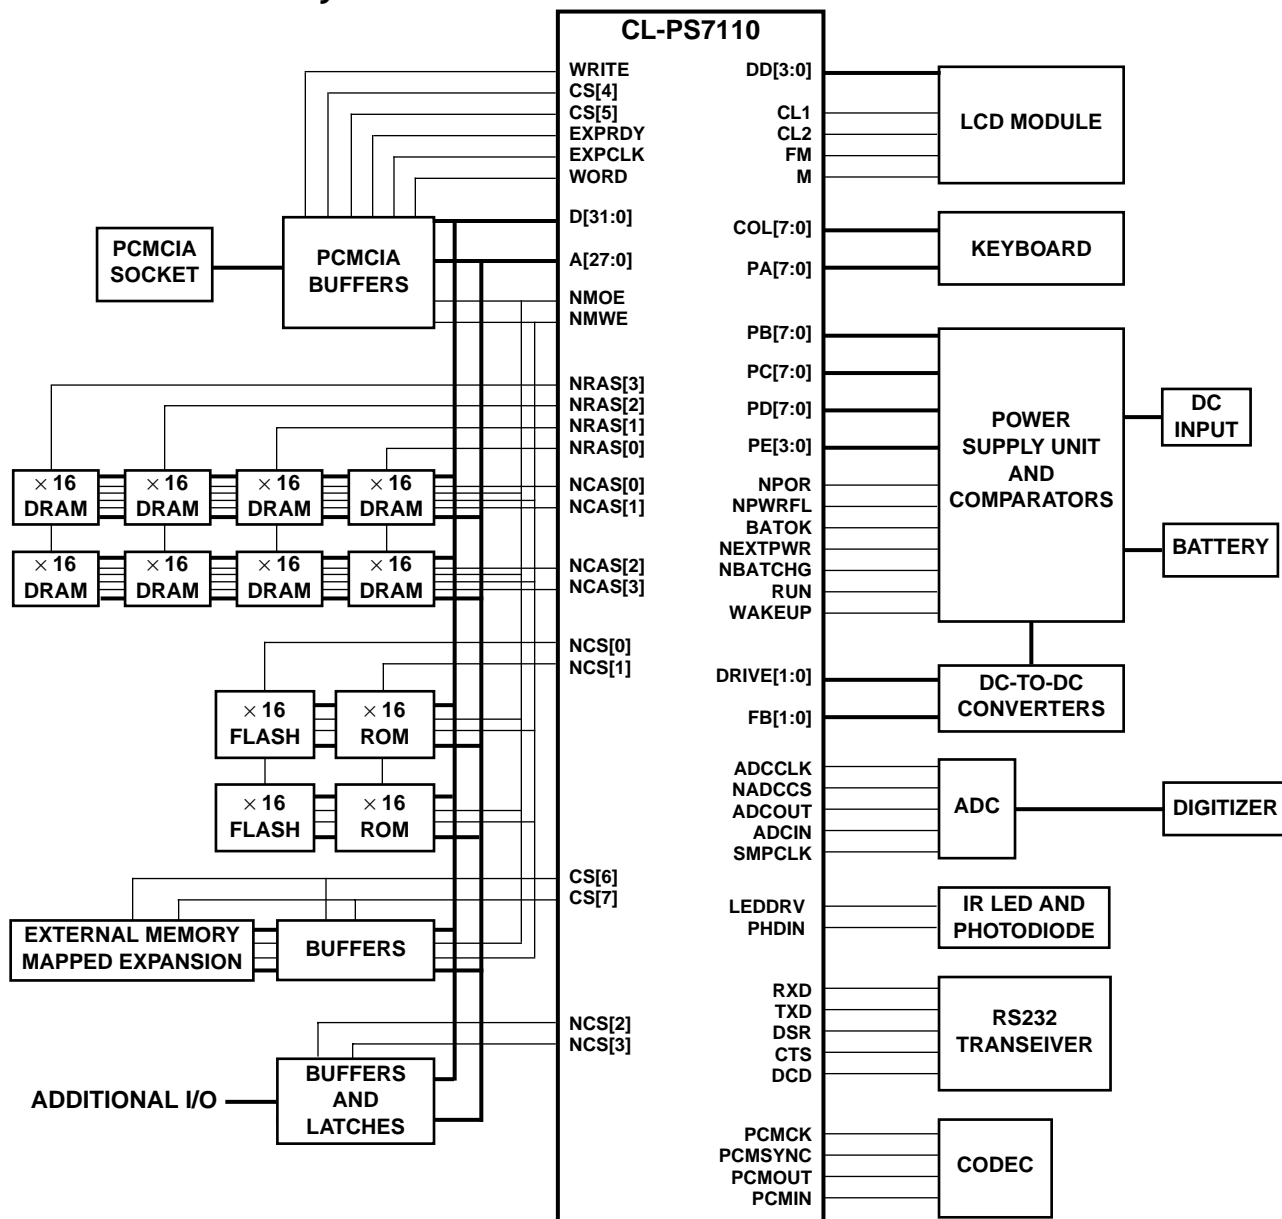 CL-PS7110
WRITE
CS[4]
CS[5]
EXPRDY
EXPCLK
WORD
D[31:0]
A[27:0]
NMOE
NMWE
NRAS[3]
NRAS[2]
NRAS[1]
NRAS[0]
NCAS[0]
NCAS[1]
NCAS[2]
NCAS[3]
NCS[0]
NCS[1]
CS[6]
CS[7]
NCS[2]
NCS[3]
PCMCIA
SOCKET
PCMCIA
BUFFERS
× 16
DRAM
× 16
DRAM
× 16
DRAM
× 16
DRAM
× 16
DRAM
× 16
DRAM
× 16
DRAM
× 16
DRAM
× 16
FLASH
× 16
ROM
× 16
FLASH
× 16
ROM
EXTERNAL MEMORY
MAPPED EXPANSION
BUFFERS
ADDITIONAL I/O
BUFFERS
AND
LATCHES
DD[3:0]
CL1
CL2
FM
M
COL[7:0]
PA[7:0]
PB[7:0]
PC[7:0]
PD[7:0]
PE[3:0]
NPOR
NPWRFL
BATOK
NEXTPWR
NBATCHG
RUN
WAKEUP
DRIVE[1:0]
FB[1:0]
ADCCLK
NADCCS
ADCOUT
ADCIN
SMPCLK
LEDDRV
PHDIN
RXD
TXD
DSR
CTS
DCD
PCMCK
PCMSYNC
PCMOUT
PCMIN
LCD MODULE
KEYBOARD
POWER
SUPPLY UNIT
AND
COMPARATORS
DC
INPUT
BATTERY
DC-TO-DC
CONVERTERS
ADC
DIGITIZER
IR LED AND
PHOTODIODE
RS232
TRANSEIVER
CODEC